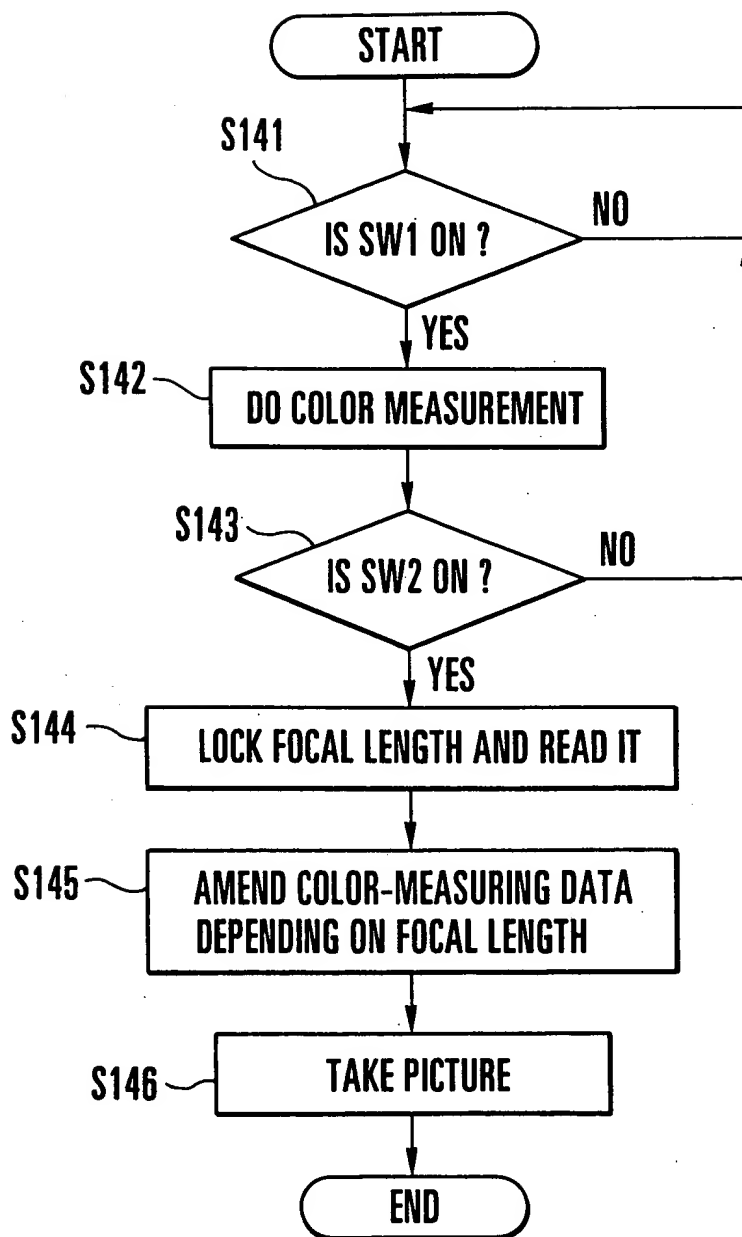 START
S141
IS SW1 ON ?
NO
YES
S142
DO COLOR MEASUREMENT
S143
IS SW2 ON ?
NO
YES
S144
LOCK FOCAL LENGTH AND READ IT
S145
AMEND COLOR-MEASURING DATA
DEPENDING ON FOCAL LENGTH
S146
TAKE PICTURE
END